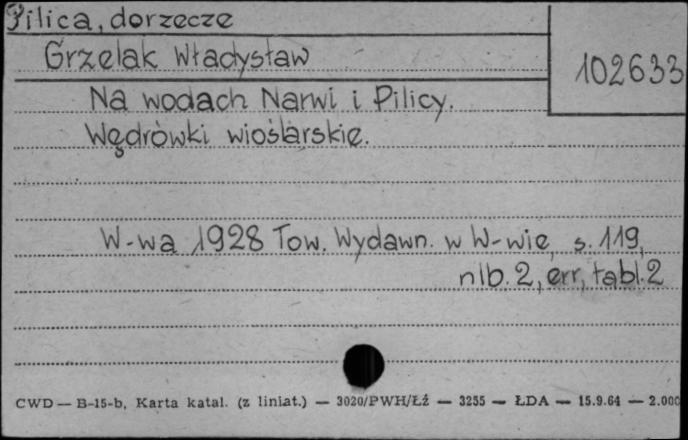 Pilica, dorzecze
Grzelak Władysław
102633
Na wodach Narwi i Pilicy.
Wędrówki wioślarskie.
W-wa 1928 Tow. Wydawn. w W-wie, s. 119,
nlb. 2, err, tabl. 2
CWD — B-15-b, Karta katal. (z liniat.) — 3020/PWH/Łź — 3255 — ŁDA — 15.9.64 — 2.000